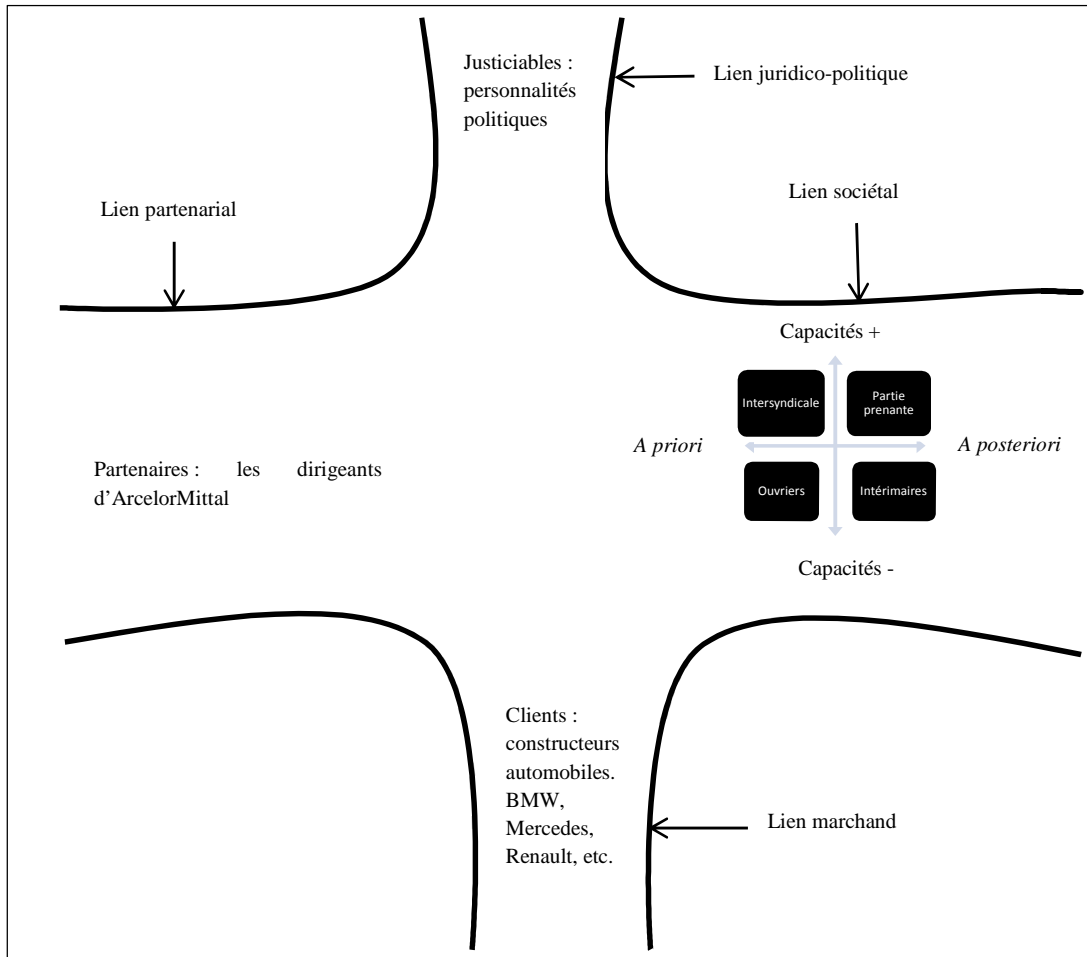 Justiciables :
personnalités
politiques
Lien juridico-politique
Lien partenarial
Lien sociétal
Capacités +
Intersyndicale
Partie
prenante
A priori
A posteriori
Ouvriers
Intérimaires
Capacités -
Partenaires : les dirigeants
d’ArcelorMittal
Clients :
constructeurs
automobiles.
BMW,
Mercedes,
Renault, etc.
Lien marchand